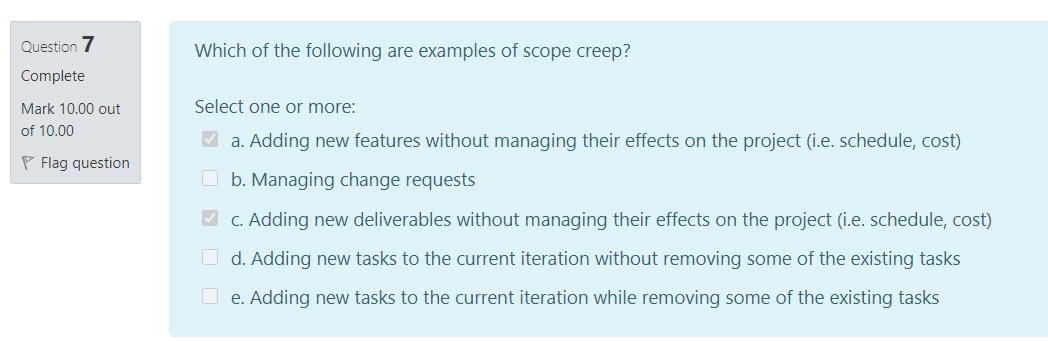 Question 7
Complete
Mark 10.00 out
of 10.00
Flag question
Which of the following are examples of scope creep?
Select one or more:
a. Adding new features without managing their effects on the project (i.e. schedule, cost)
b. Managing change requests
c. Adding new deliverables without managing their effects on the project (i.e. schedule, cost)
d. Adding new tasks to the current iteration without removing some of the existing tasks
e. Adding new tasks to the current iteration while removing some of the existing tasks